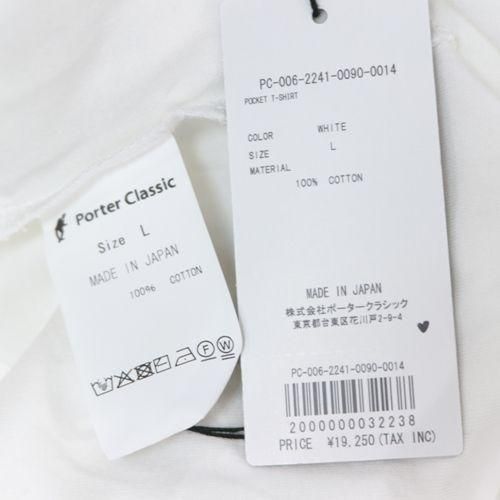 PC-006-2241-0090-0014
POCKET T-SHIRT
COLOR WHITE
SIZE L
MATERIAL
100% COTTON
MADE IN JAPAN
株式会社ポータークラシック
東京都台東区花川戸2-9-4
PC-006-2241-0090-0014
2000000032238
PRICE ¥19,250(TAX INC)
Porter Classic
Size L
MADE IN JAPAN
100% COTTON
F W